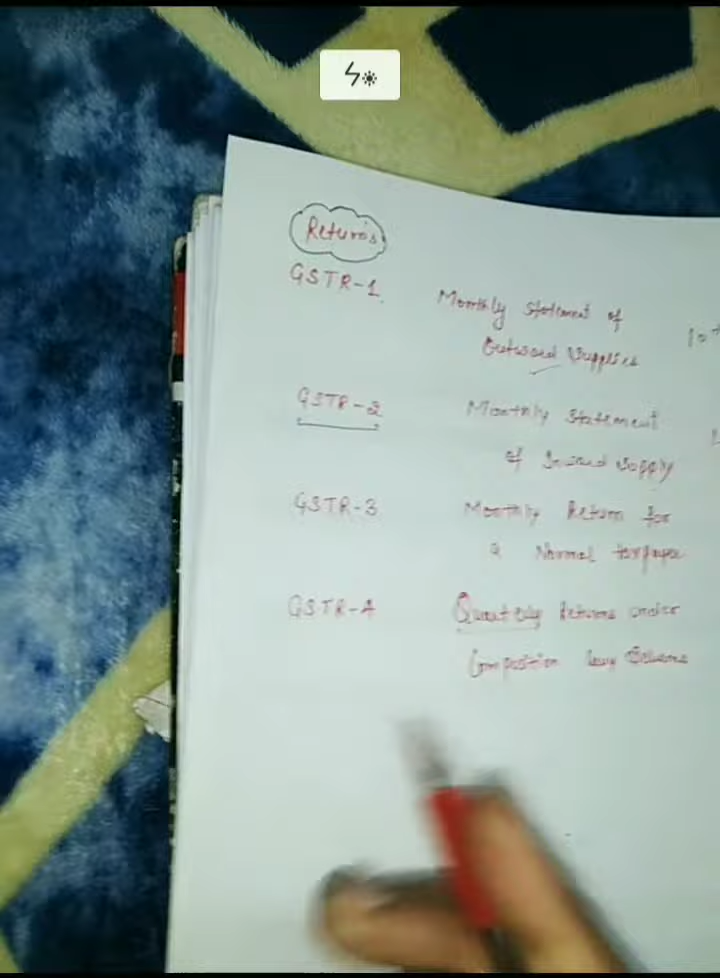 Returns
GSTR-1 Monthly Statement of
Outward Supplies
GSTR-2 Monthly Statement
of Inward Supply
GSTR-3 Monthly Return for
a Normal taxpayer
GSTR-4 Quarterly Returns under
Composition levy Scheme